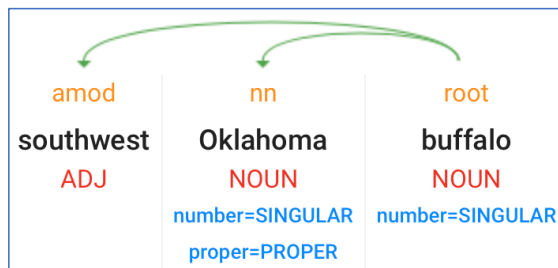 amod nn root
southwest Oklahoma buffalo
ADJ NOUN NOUN
number=SINGULAR number=SINGULAR
proper=PROPER